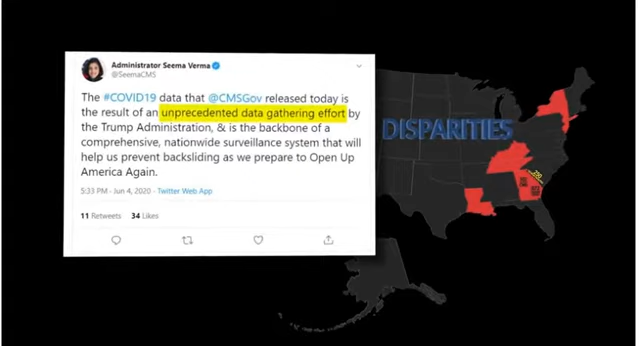 Administrator Seema Verma
@SeemaCMS
The #COVID19 data that @CMSGov released today is
the result of an unprecedented data gathering effort by
the Trump Administration, & is the backbone of a
comprehensive, nationwide surveillance system that will
help us prevent backsliding as we prepare to Open Up
America Again.
5:33 PM - Jun 4, 2020 - Twitter Web App
11 Retweets 34 Likes
DISPARITIES